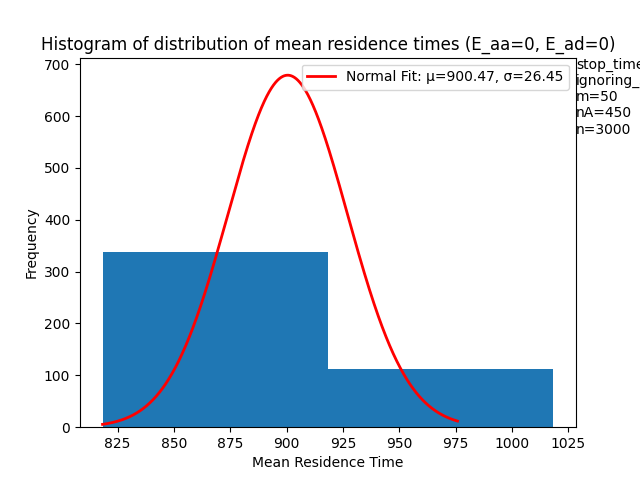 Histogram of distribution of mean residence times (E_aa=0, E_ad=0)
700
600
500
400
300
200
100
0
Frequency
Normal Fit: μ=900.47, σ=26.45
stop_time
ignoring_
m=50
nA=450
n=3000
825 850 875 900 925 950 975 1000 1025
Mean Residence Time